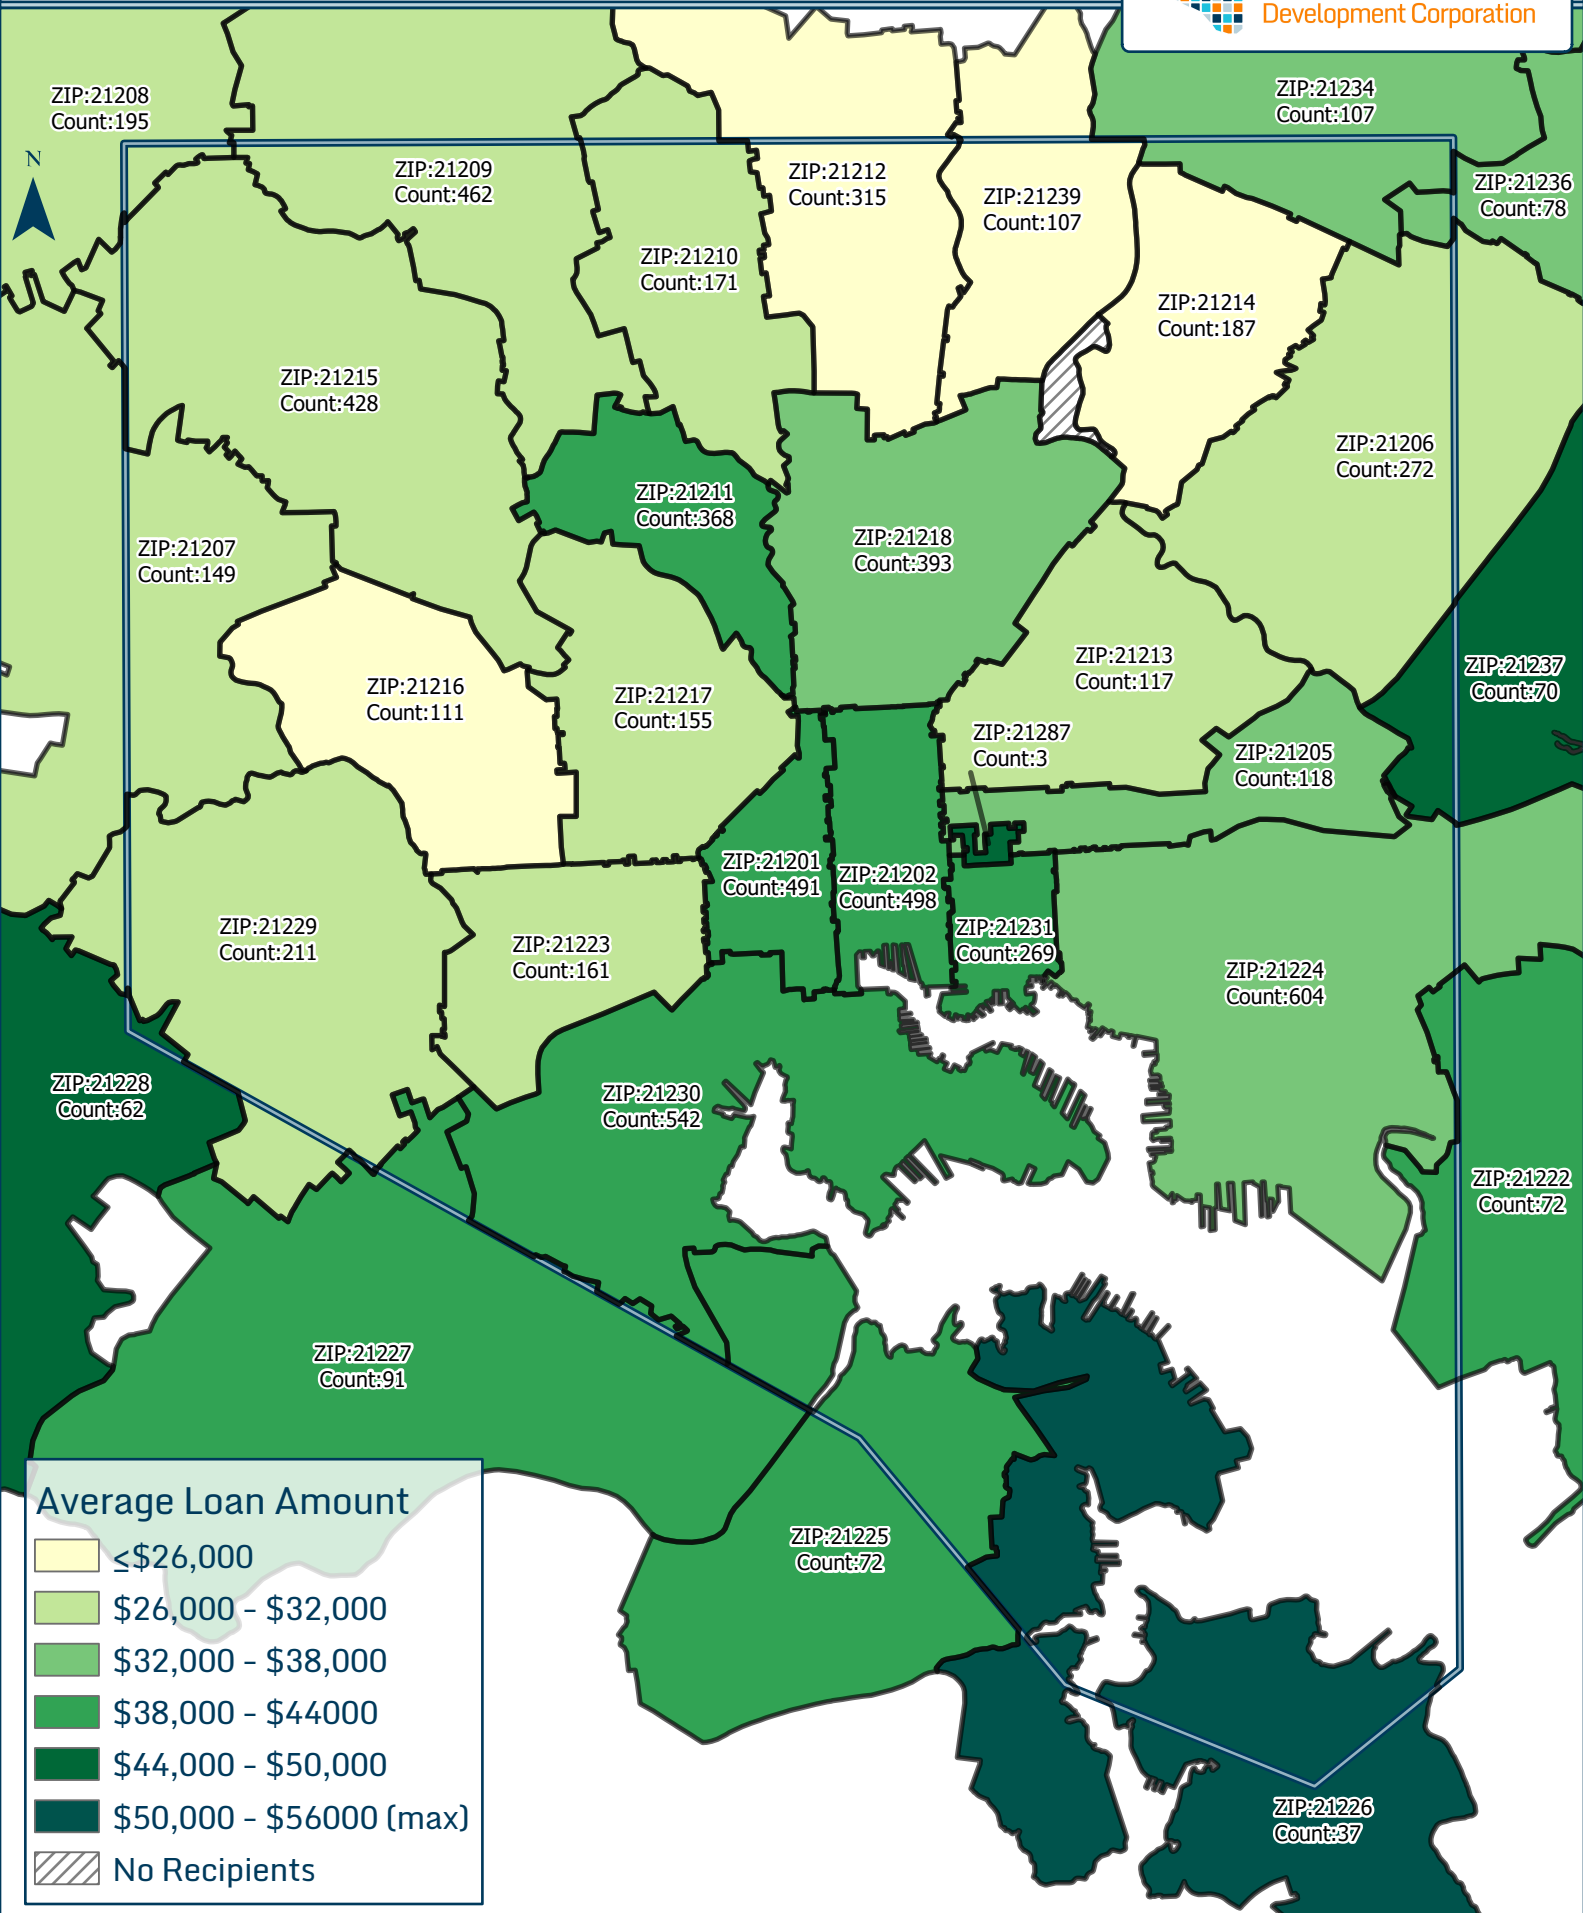 Development Corporation
ZIP:21208
Count:195
ZIP:21234
Count:107
N
ZIP:21209
Count:462
ZIP:21212
Count:315
ZIP:21239
Count:107
ZIP:21236
Count:78
ZIP:21210
Count:171
ZIP:21214
Count:187
ZIP:21215
Count:428
ZIP:21206
Count:272
ZIP:21211
Count:368
ZIP:21218
Count:393
ZIP:21207
Count:149
ZIP:21213
Count:117
ZIP:21237
Count:70
ZIP:21216
Count:111
ZIP:21217
Count:155
ZIP:21287
Count:3
ZIP:21205
Count:118
ZIP:21201
Count:491
ZIP:21202
Count:498
ZIP:21229
Count:211
ZIP:21223
Count:161
ZIP:21231
Count:269
ZIP:21224
Count:604
ZIP:21228
Count:62
ZIP:21230
Count:542
ZIP:21222
Count:72
ZIP:21227
Count:91
ZIP:21225
Count:72
ZIP:21226
Count:37
Average Loan Amount
≤$26,000
$26,000 - $32,000
$32,000 - $38,000
$38,000 - $44000
$44,000 - $50,000
$50,000 - $56000 (max)
No Recipients